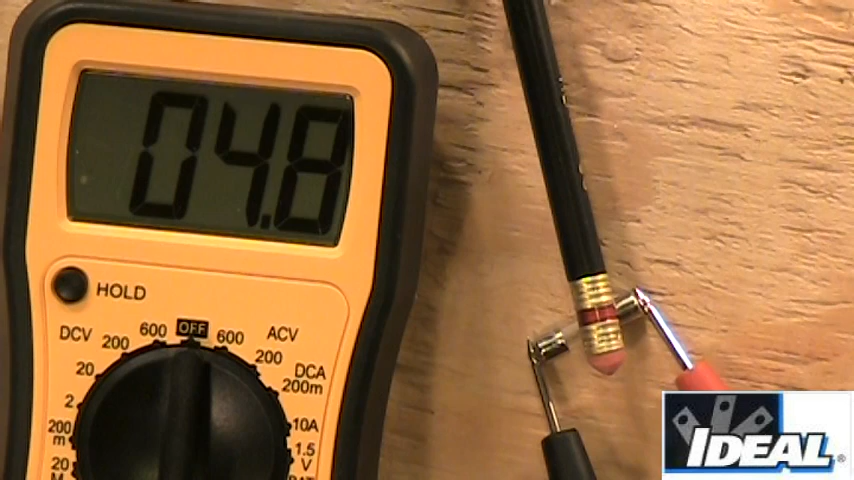 04.8
HOLD
DCV
200
600
OFF
600
ACV
200
20
DCA
200m
2
10A
200
m
1.5
V
20
IDEAL